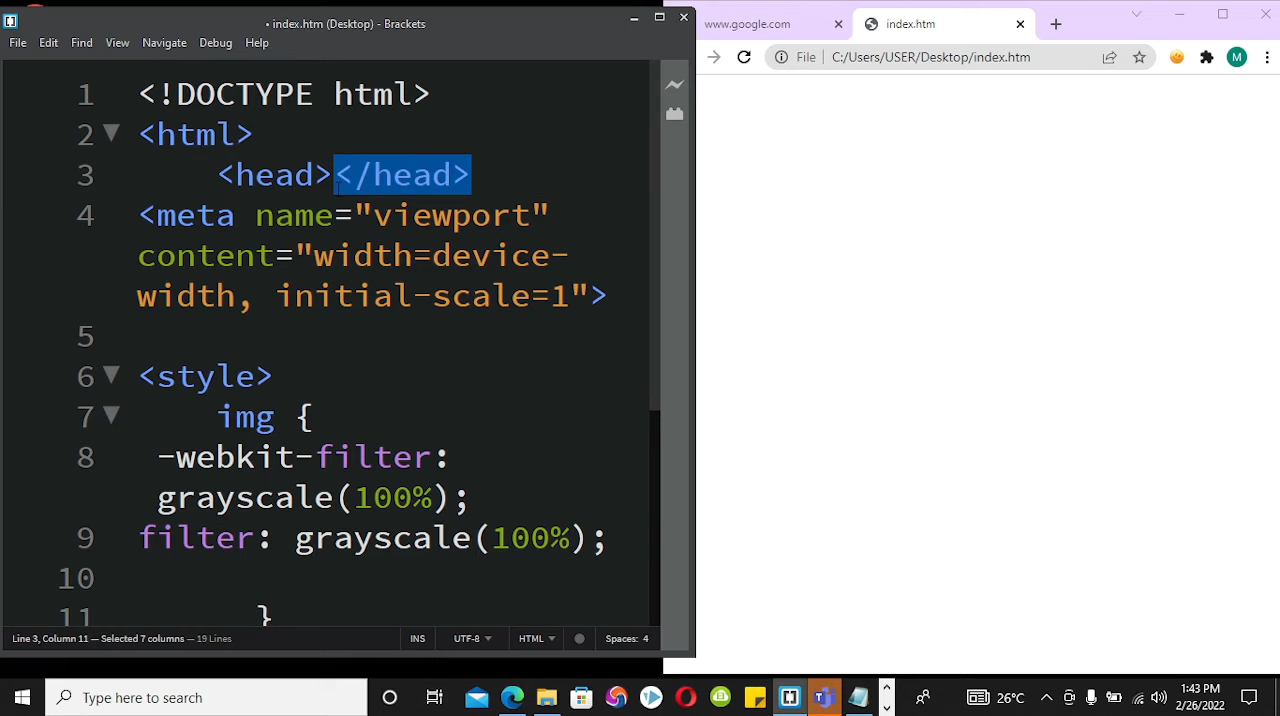 • index.htm (Desktop) - Brackets
File Edit Find View Navigate Debug Help
1 <!DOCTYPE html>
2 <html>
3 <head></head>
4 <meta name="viewport"
content="width=device-
width, initial-scale=1">
5
6 <style>
7 img {
8 -webkit-filter:
grayscale(100%);
9 filter: grayscale(100%);
10
11 }
Line 3, Column 11 — Selected 7 columns — 19 Lines
INS UTF-8 HTML Spaces: 4
www.google.com
index.htm
File C:/Users/USER/Desktop/index.htm
M
Type here to search
26°C
1:43 PM
2/26/2022